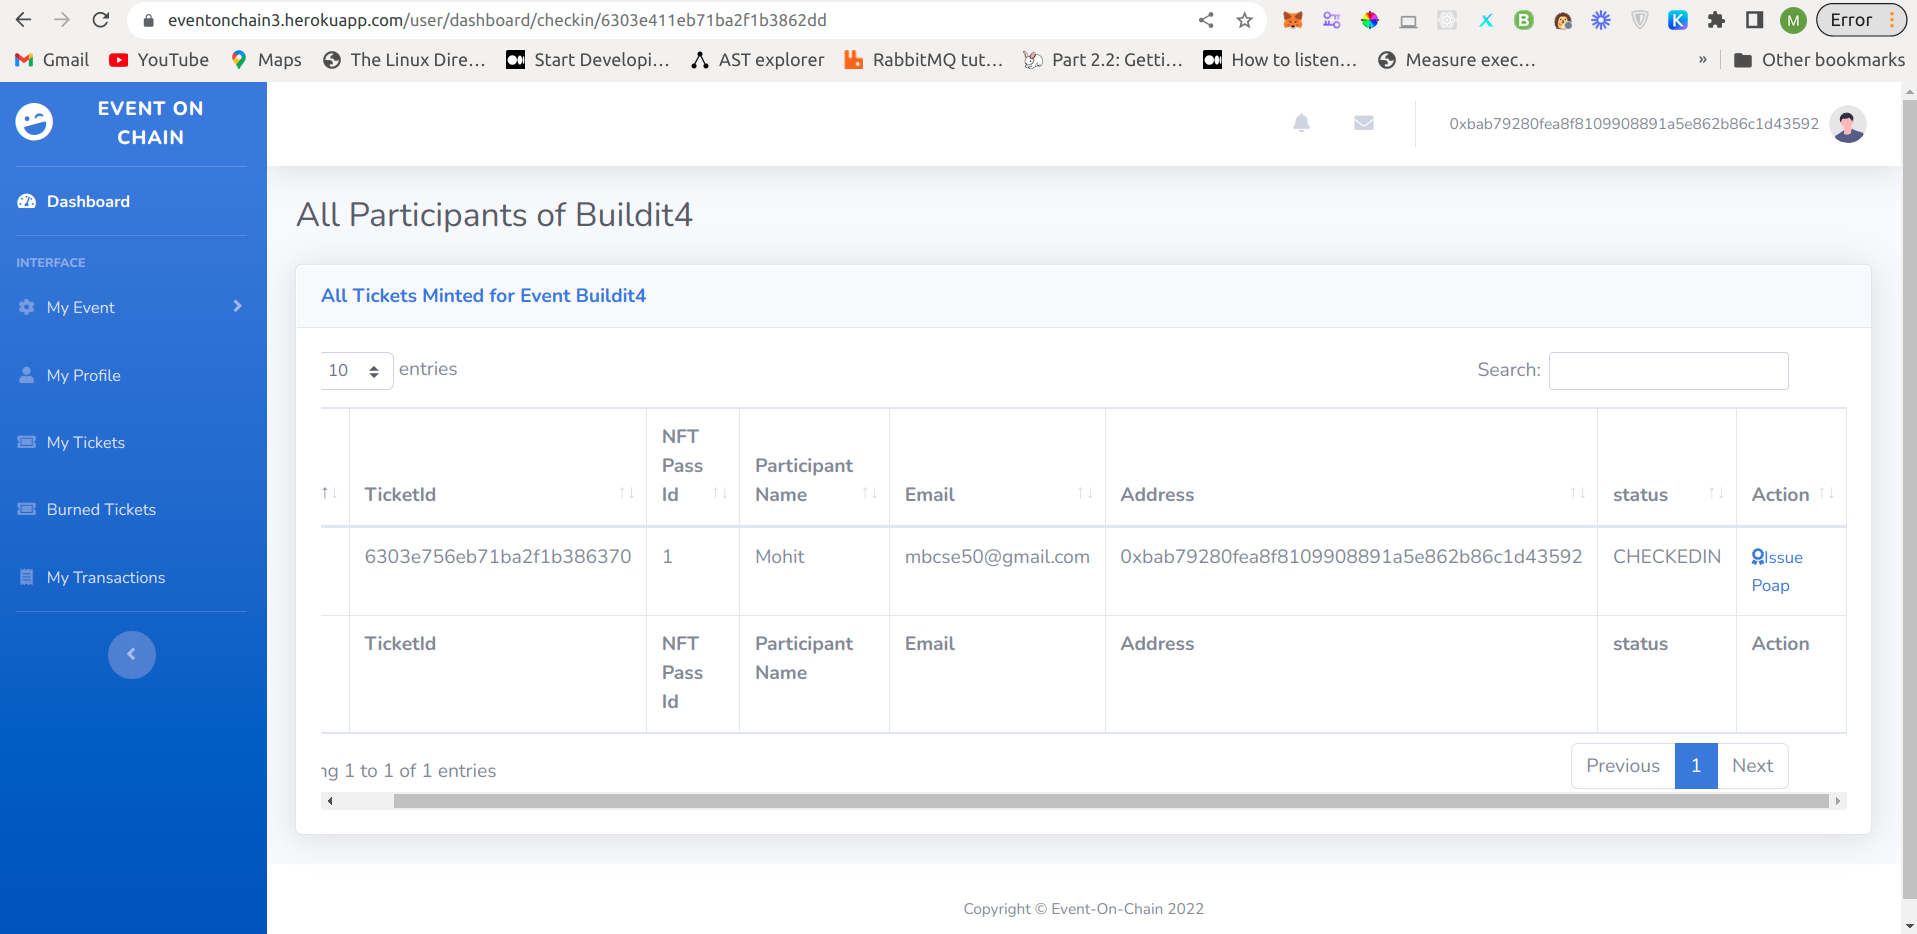 eventonchain3.herokuapp.com/user/dashboard/checkin/6303e411eb71ba2f1b3862dd
B
K
M
Error
Gmail
YouTube
Maps
The Linux Dire...
Start Developi...
AST explorer
RabbitMQ tut...
Part 2.2: Getti...
How to listen...
Measure exec...
»
Other bookmarks
EVENT ON
CHAIN
0xbab79280fea8f8109908891a5e862b86c1d43592
Dashboard
INTERFACE
My Event
My Profile
My Tickets
Burned Tickets
My Transactions
All Participants of Buildit4
All Tickets Minted for Event Buildit4
10 entries
Search:
TicketId
NFT
Pass
Id
Participant
Name
Email
Address
status
Action
6303e756eb71ba2f1b386370
1
Mohit
mbcse50@gmail.com
0xbab79280fea8f8109908891a5e862b86c1d43592
CHECKEDIN
Issue
Poap
TicketId
NFT
Pass
Id
Participant
Name
Email
Address
status
Action
ng 1 to 1 of 1 entries
Previous 1 Next
Copyright © Event-On-Chain 2022